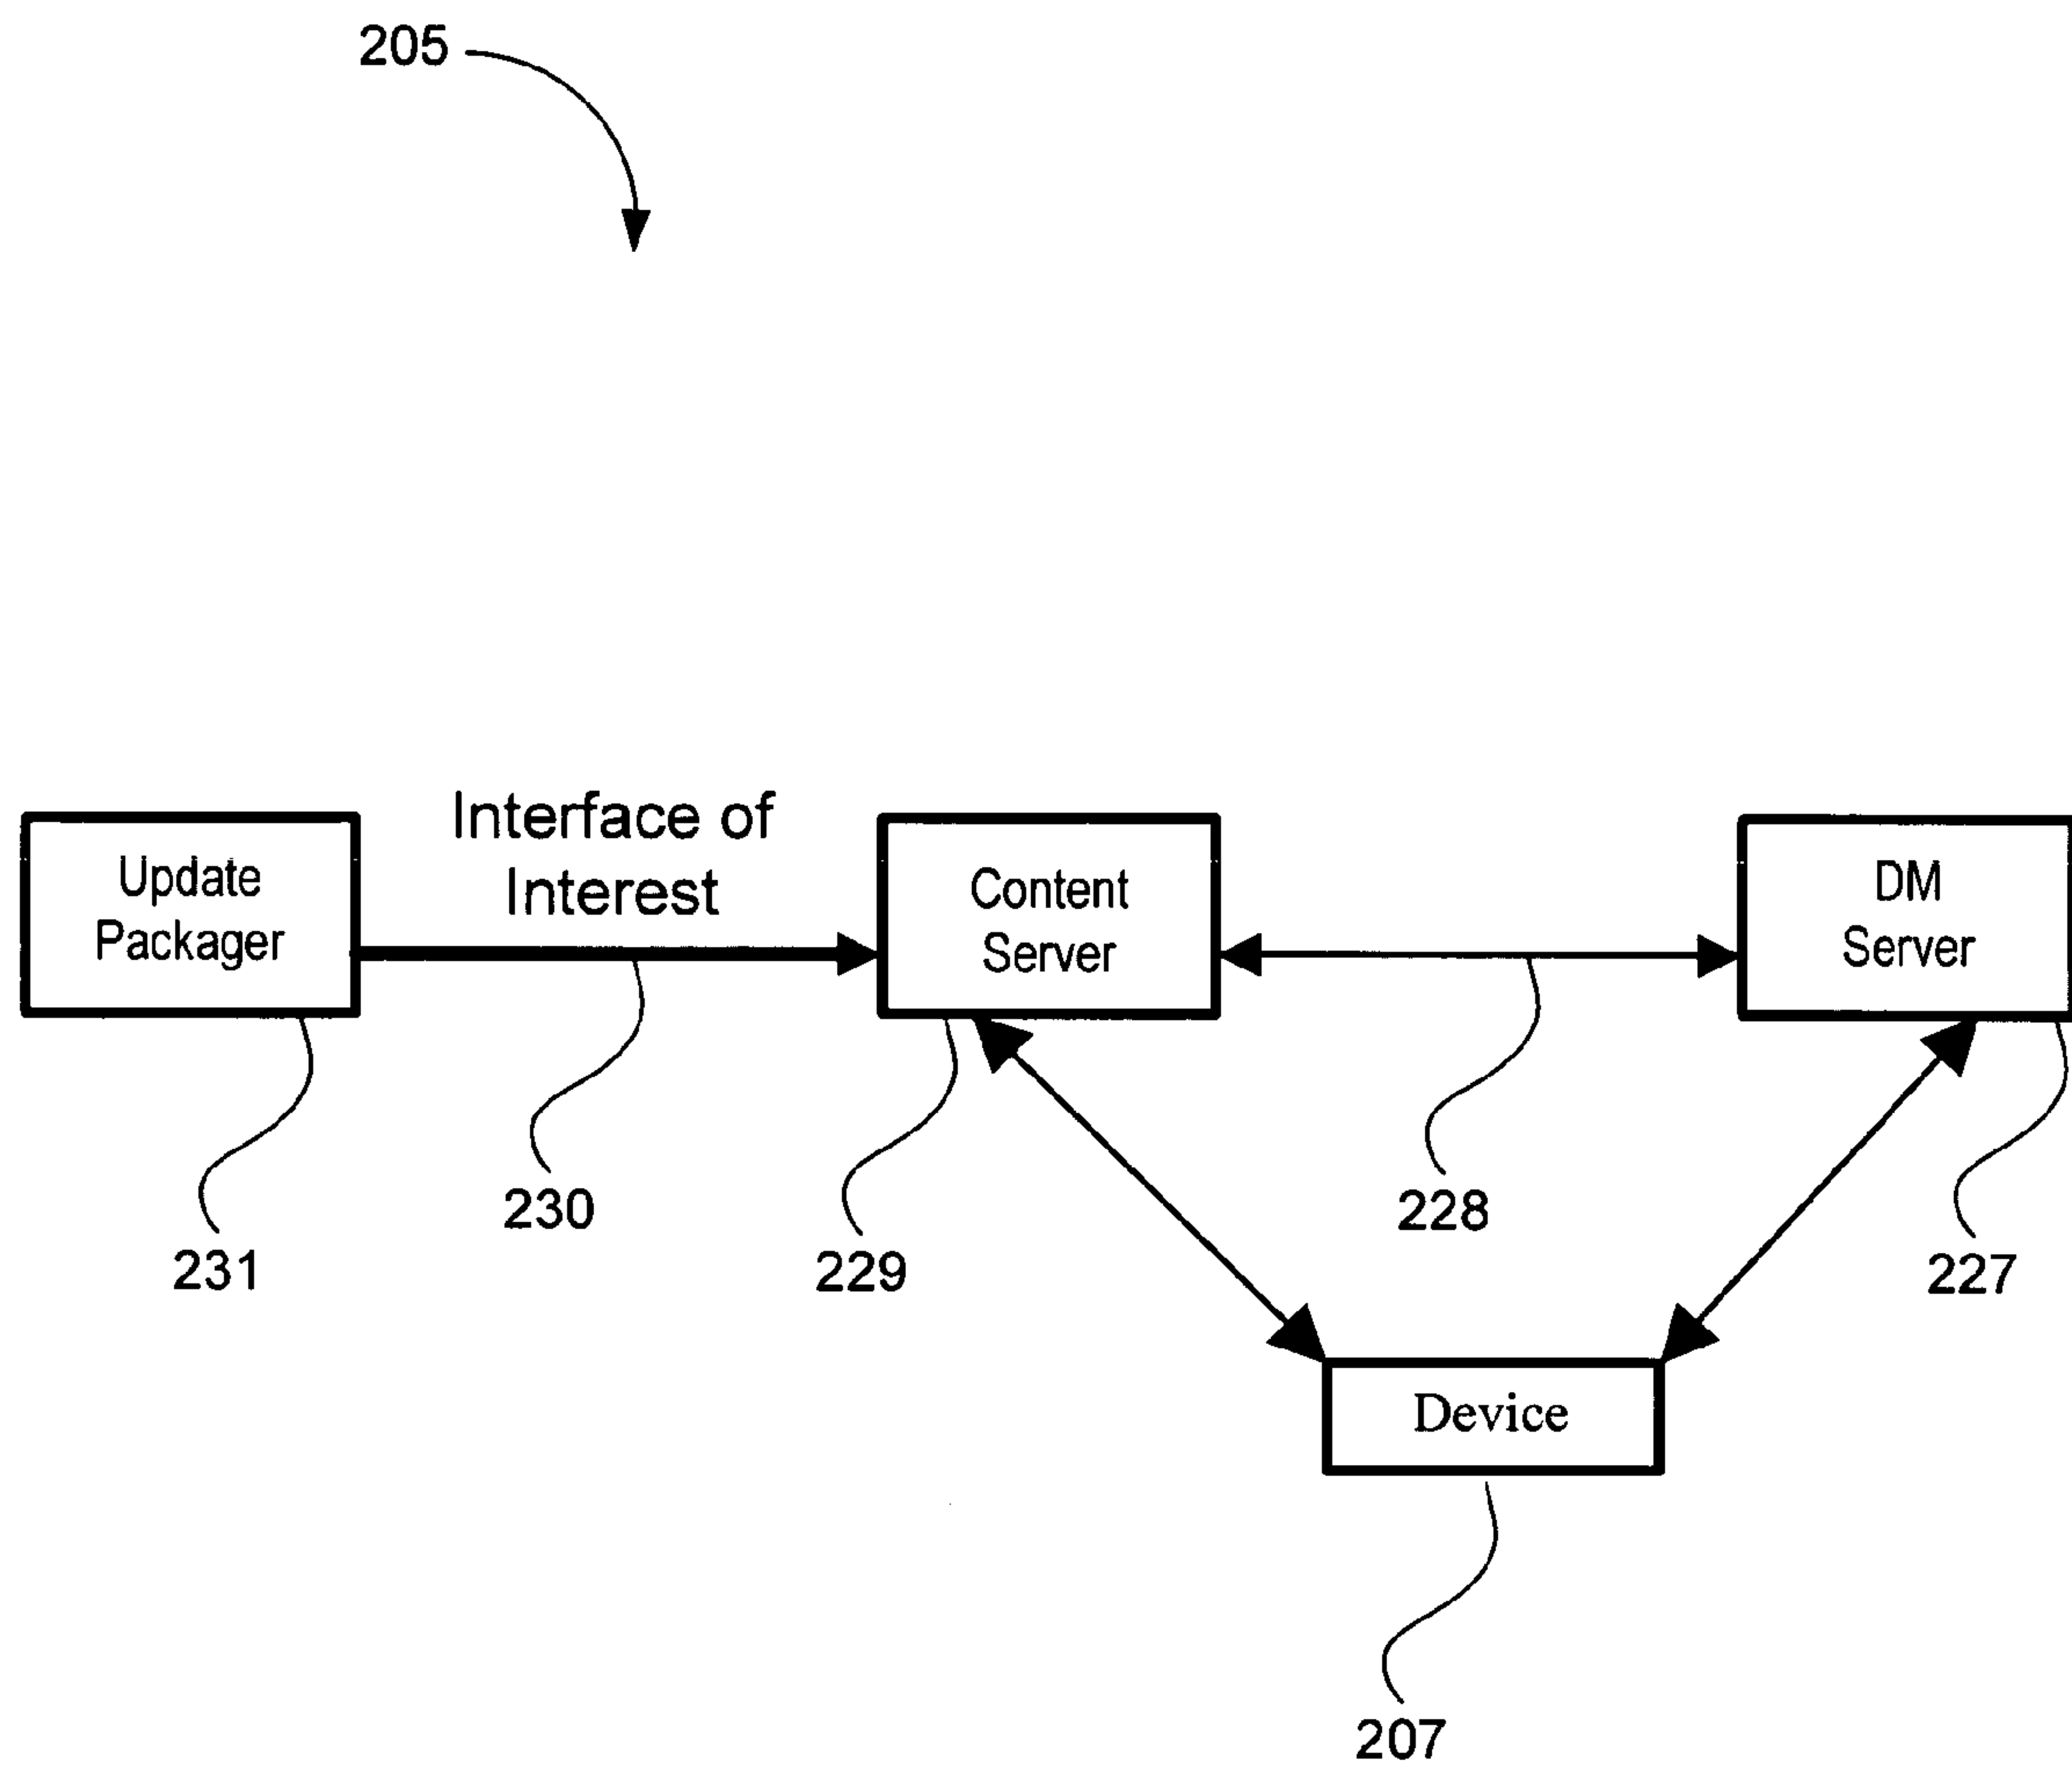 205
Interface of
Interest
Update
Packager
Content
Server
DM
Server
230
228
231
229
227
Device
207